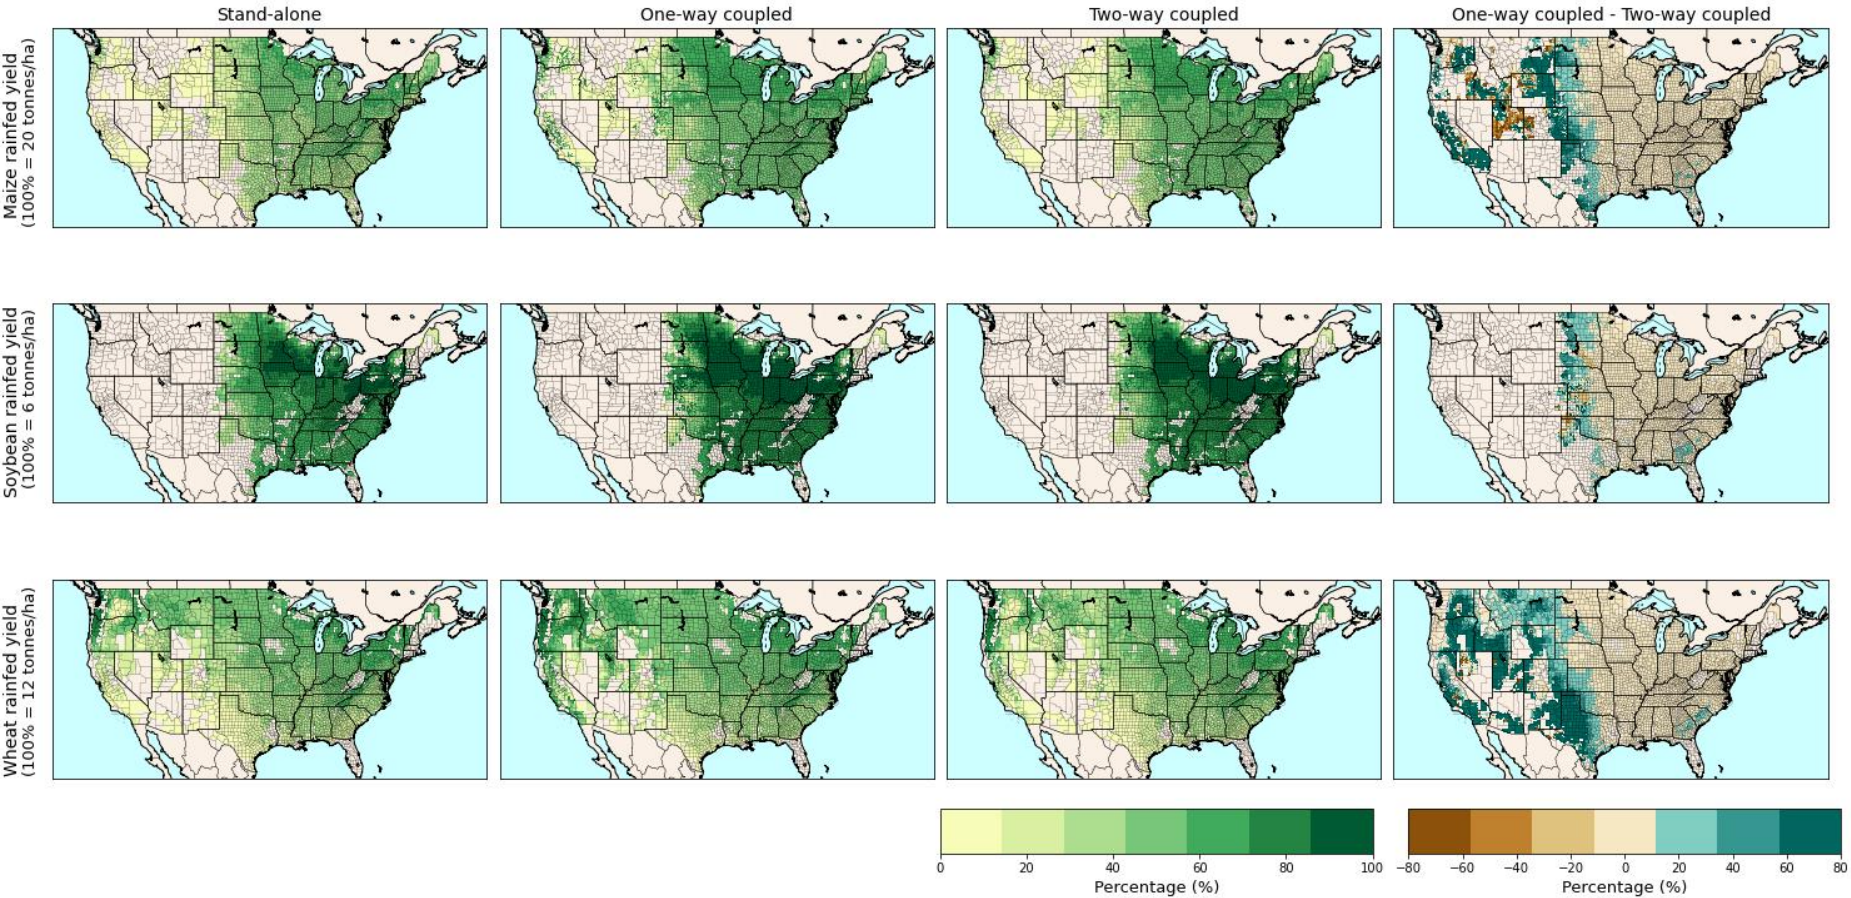 Stand-alone
One-way coupled
Two-way coupled
One-way coupled - Two-way coupled
Maize rainfed yield
(100% = 20 tonnes/ha)
Soybean rainfed yield
(100% = 6 tonnes/ha)
Wheat rainfed yield
(100% = 12 tonnes/ha)
0 20 40 60 80 100
Percentage (%)
−80 −60 −40 −20 0 20 40 60 80
Percentage (%)